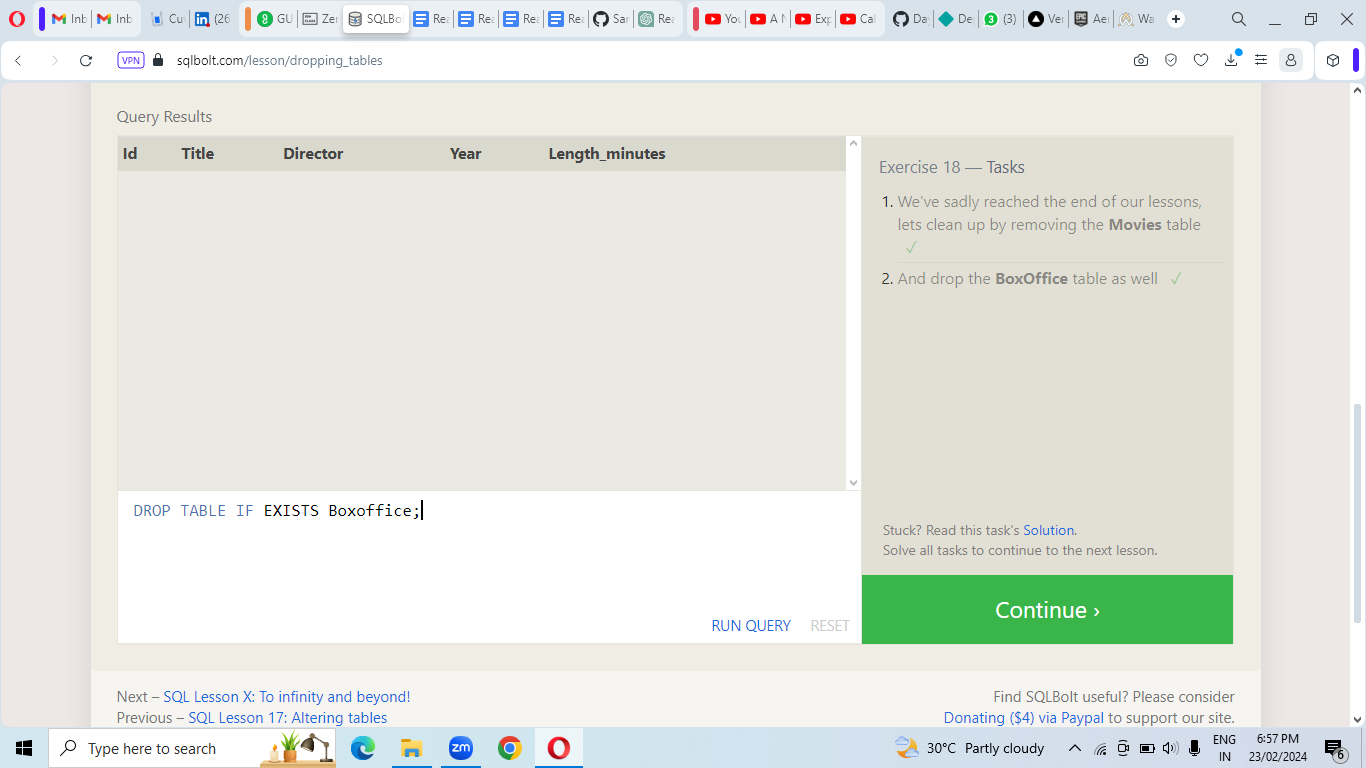 Inb
Inb
Cu
(26
GU
Zer
SQLBo
Rea
Rea
Rea
Rea
Sar
Rea
You
A N
Exp
Cal
Da
De
(3)
Ver
Aer
Wa
VPN
sqlbolt.com/lesson/dropping_tables
Query Results
Id Title Director Year Length_minutes
Exercise 18 — Tasks
1. We've sadly reached the end of our lessons,
lets clean up by removing the Movies table
✓
2. And drop the BoxOffice table as well ✓
DROP TABLE IF EXISTS Boxoffice;
Stuck? Read this task's Solution.
Solve all tasks to continue to the next lesson.
RUN QUERY RESET
Continue ›
Next – SQL Lesson X: To infinity and beyond!
Previous – SQL Lesson 17: Altering tables
Find SQLBolt useful? Please consider
Donating ($4) via Paypal to support our site.
Type here to search
zm
30°C Partly cloudy
ENG
IN
6:57 PM
23/02/2024
6